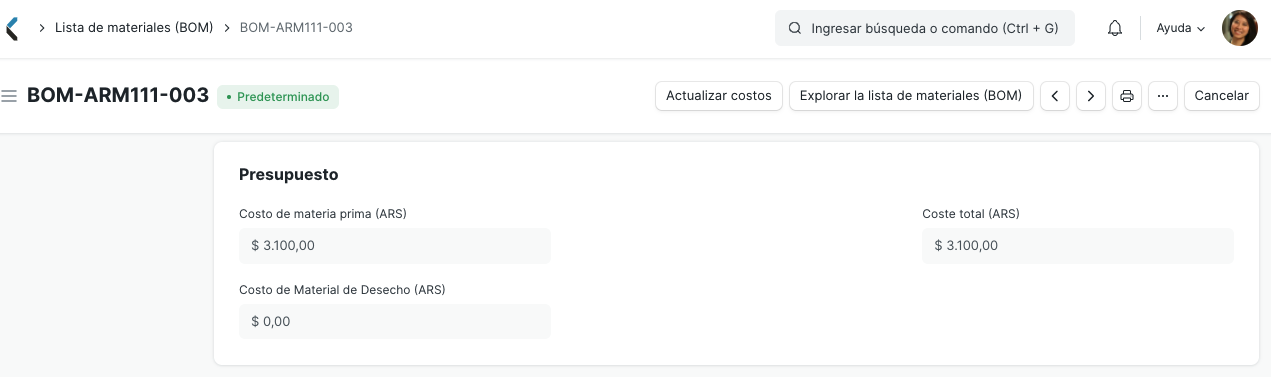 Lista de materiales (BOM) > BOM-ARM111-003
Ingresar búsqueda o comando (Ctrl + G)
Ayuda
BOM-ARM111-003
Predeterminado
Actualizar costos
Explorar la lista de materiales (BOM)
Cancelar
Presupuesto
Costo de materia prima (ARS)
$ 3.100,00
Coste total (ARS)
$ 3.100,00
Costo de Material de Desecho (ARS)
$ 0,00